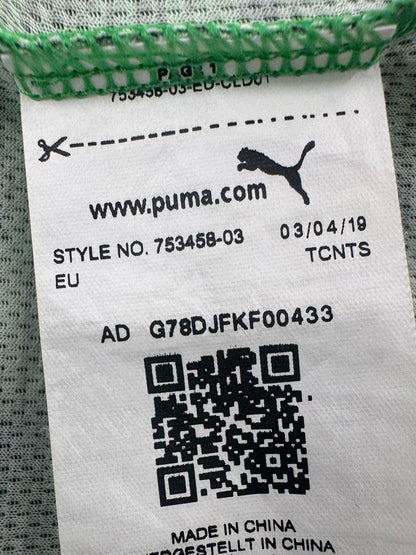 P G 1
753458-03-EU-CLD01
www.puma.com
STYLE NO. 753458-03 03/04/19
EU TCNTS
AD G78DJFKF00433
MADE IN CHINA
HERGESTELLT IN CHINA